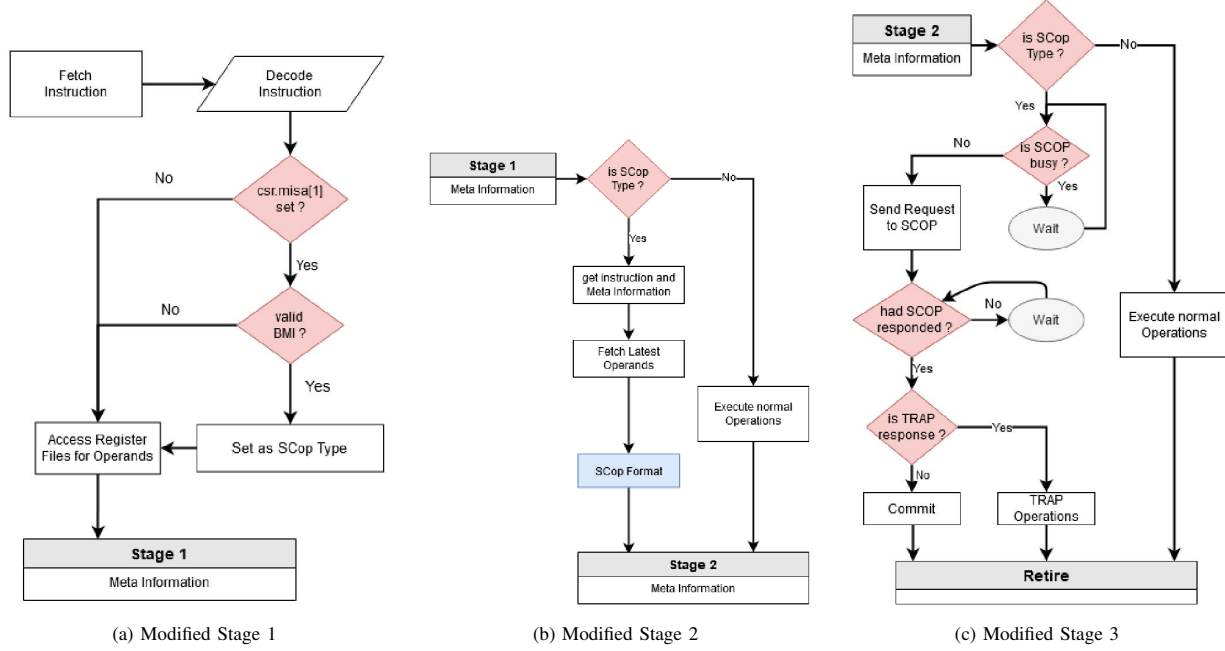 Fetch
Instruction
Decode
Instruction
No
csr.misa[1]
set ?
Yes
No
valid
BMI ?
Yes
Access Register
Files for Operands
Set as SCop Type
Stage 1
Meta Information
(a) Modified Stage 1
Stage 1
Meta Information
is SCop
Type ?
No
Yes
get instruction and
Meta Information
Fetch Latest
Operands
Execute normal
Operations
SCop Format
Stage 2
Meta Information
(b) Modified Stage 2
Stage 2
Meta Information
is SCop
Type ?
No
Yes
No
is SCOP
busy ?
Yes
Send Request
to SCOP
Wait
had SCOP
responded ?
No
Wait
Execute normal
Operations
Yes
is TRAP
response ?
Yes
No
Commit
TRAP
Operations
Retire
(c) Modified Stage 3